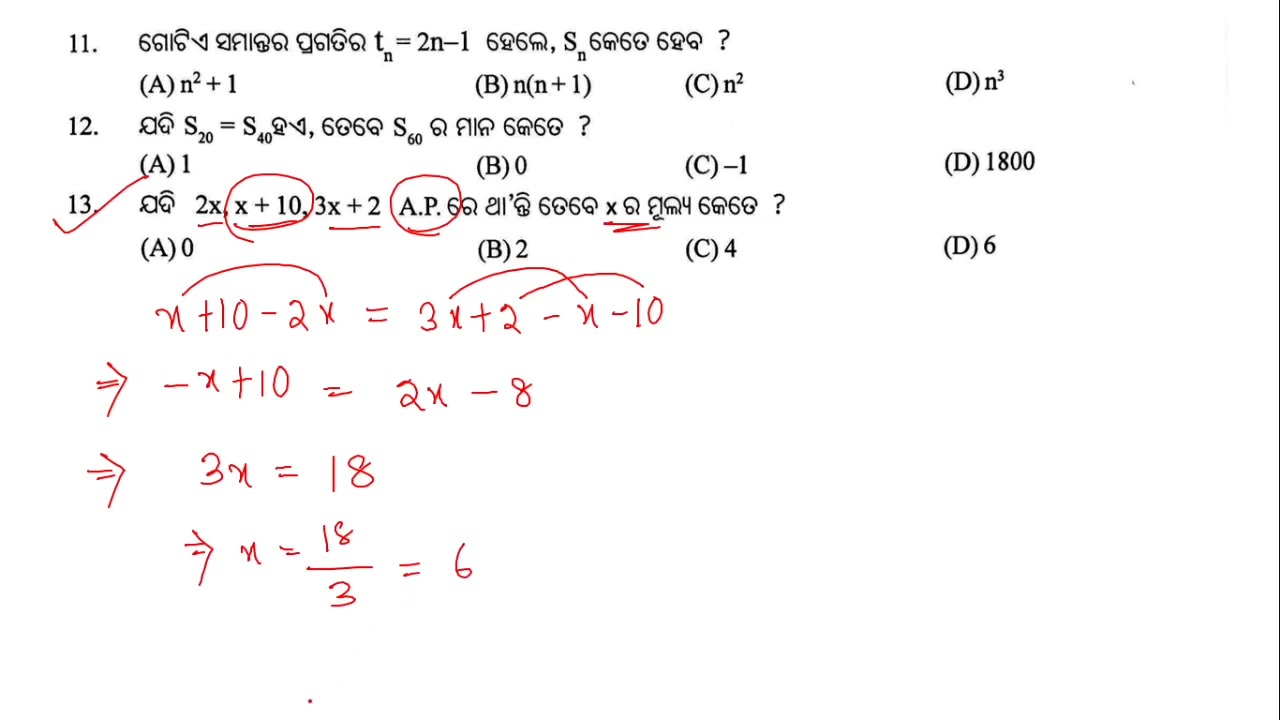 11. ଗୋଟିଏ ସମାନ୍ତର ପ୍ରଗତିର tₙ = 2n–1 ହେଲେ, Sₙ କେତେ ହେବ ?
(A) n² + 1 (B) n(n + 1) (C) n² (D) n³
12. ଯଦି S₂₀ = S₄₀ ହୁଏ, ତେବେ S₆₀ ର ମାନ କେତେ ?
(A) 1 (B) 0 (C) –1 (D) 1800
13. ଯଦି 2x, x + 10, 3x + 2 A.P. ରେ ଥା'ନ୍ତି ତେବେ x ର ମୂଲ୍ୟ କେତେ ?
(A) 0 (B) 2 (C) 4 (D) 6
x + 10 – 2x = 3x + 2 – x – 10
⇒ –x + 10 = 2x – 8
⇒ 3x = 18
⇒ x = 18/3 = 6